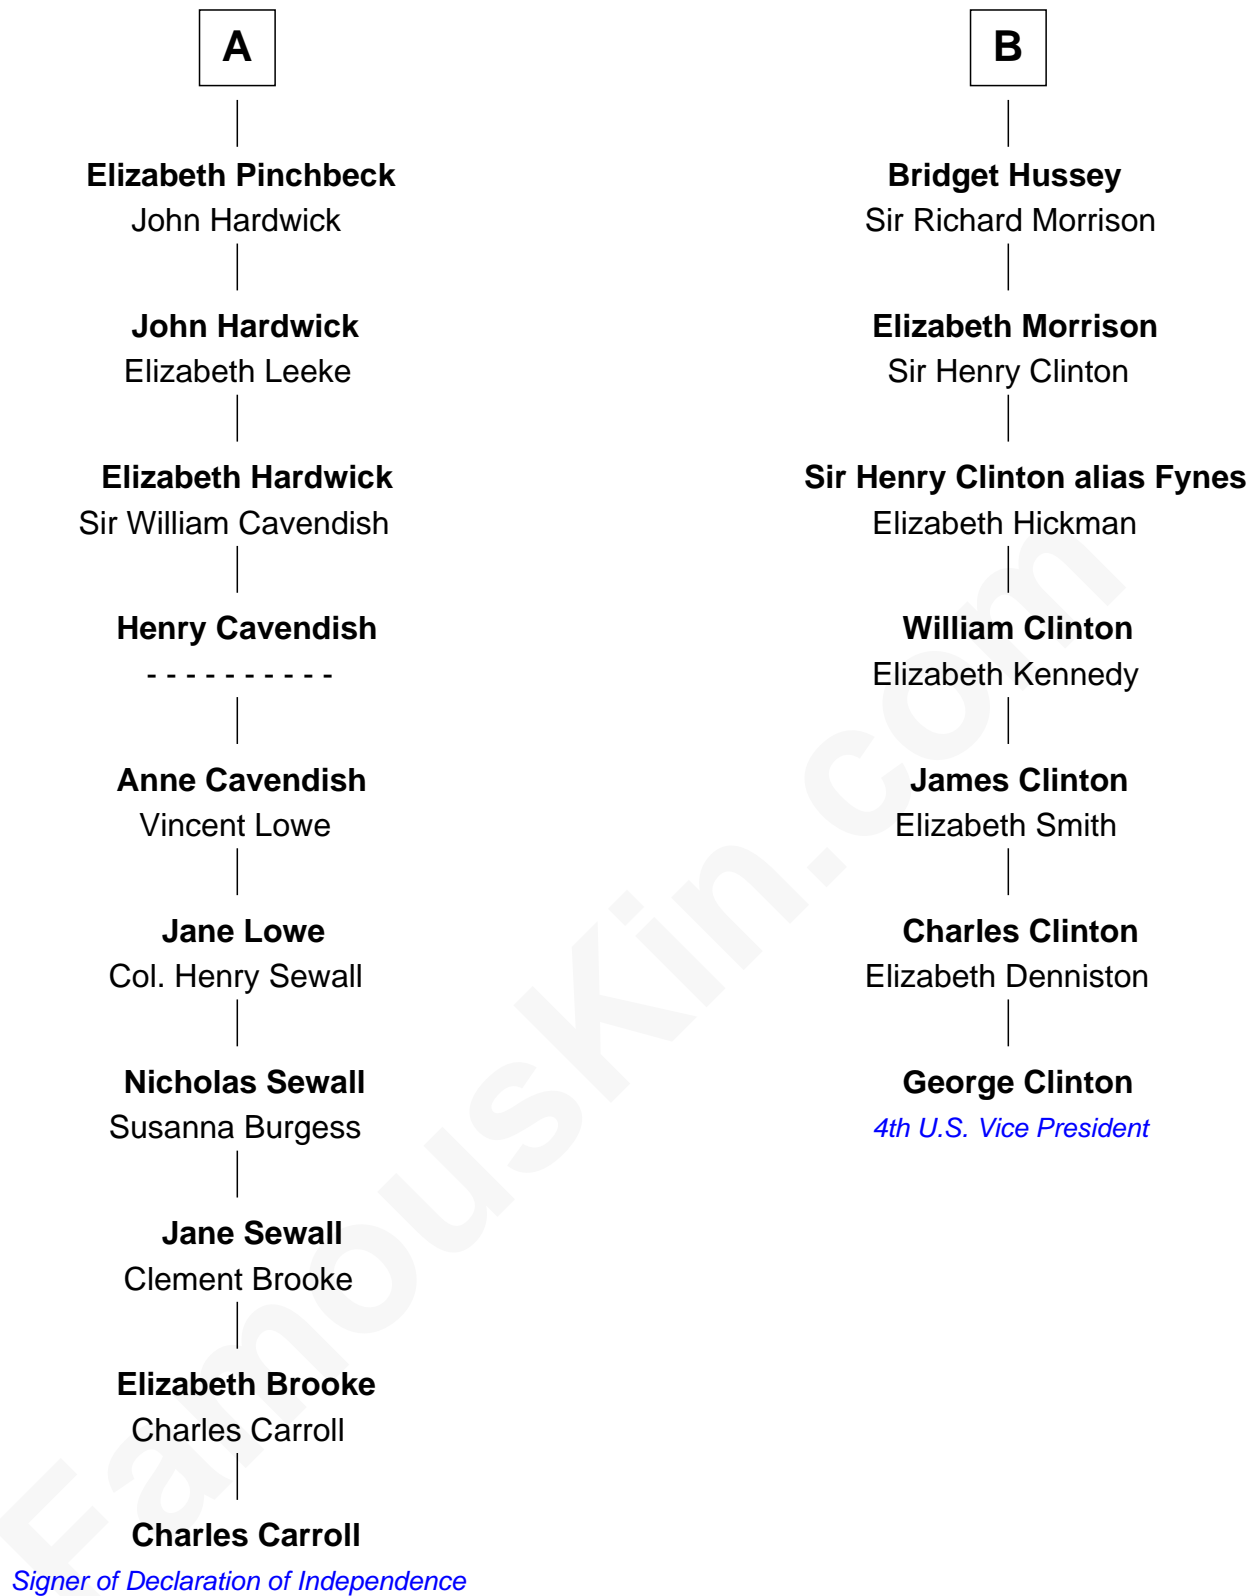 A
Elizabeth Pinchbeck
John Hardwick
John Hardwick
Elizabeth Leeke
Elizabeth Hardwick
Sir William Cavendish
Henry Cavendish
- - - - - - - - - -
Anne Cavendish
Vincent Lowe
Jane Lowe
Col. Henry Sewall
Nicholas Sewall
Susanna Burgess
Jane Sewall
Clement Brooke
Elizabeth Brooke
Charles Carroll
Charles Carroll
Signer of Declaration of Independence
B
Bridget Hussey
Sir Richard Morrison
Elizabeth Morrison
Sir Henry Clinton
Sir Henry Clinton alias Fynes
Elizabeth Hickman
William Clinton
Elizabeth Kennedy
James Clinton
Elizabeth Smith
Charles Clinton
Elizabeth Denniston
George Clinton
4th U.S. Vice President
FamousKin.com